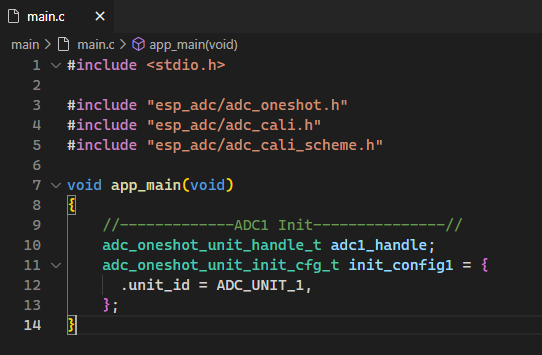 main.c
main > main.c > app_main(void)
1 #include <stdio.h>
2
3 #include "esp_adc/adc_oneshot.h"
4 #include "esp_adc/adc_cali.h"
5 #include "esp_adc/adc_cali_scheme.h"
6
7 void app_main(void)
8 {
9     //-------------ADC1 Init---------------//
10     adc_oneshot_unit_handle_t adc1_handle;
11     adc_oneshot_unit_init_cfg_t init_config1 = {
12       .unit_id = ADC_UNIT_1,
13     };
14 }